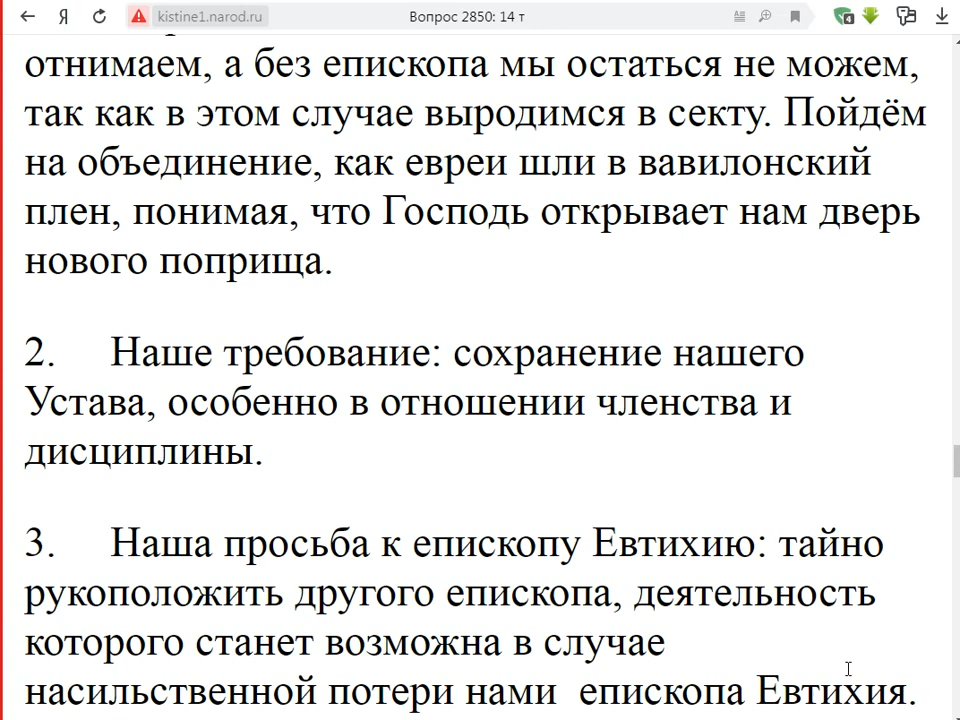 Я kistine1.narod.ru Вопрос 2850: 14 т 4
отнимаем, а без епископа мы остаться не можем,
так как в этом случае выродимся в секту. Пойдём
на объединение, как евреи шли в вавилонский
плен, понимая, что Господь открывает нам дверь
нового поприща.
2. Наше требование: сохранение нашего
Устава, особенно в отношении членства и
дисциплины.
3. Наша просьба к епископу Евтихию: тайно
рукоположить другого епископа, деятельность
которого станет возможна в случае
насильственной потери нами епископа Евтихия.